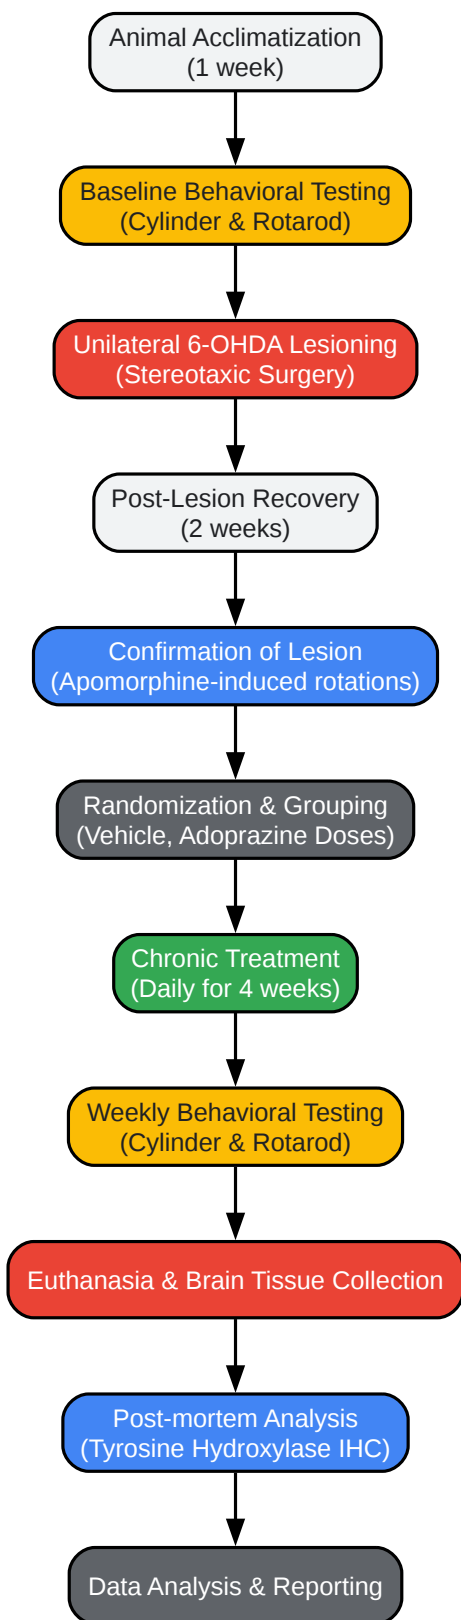 Animal Acclimatization
(1 week)
Baseline Behavioral Testing
(Cylinder & Rotarod)
Unilateral 6-OHDA Lesioning
(Stereotaxic Surgery)
Post-Lesion Recovery
(2 weeks)
Confirmation of Lesion
(Apomorphine-induced rotations)
Randomization & Grouping
(Vehicle, Adoprazine Doses)
Chronic Treatment
(Daily for 4 weeks)
Weekly Behavioral Testing
(Cylinder & Rotarod)
Euthanasia & Brain Tissue Collection
Post-mortem Analysis
(Tyrosine Hydroxylase IHC)
Data Analysis & Reporting